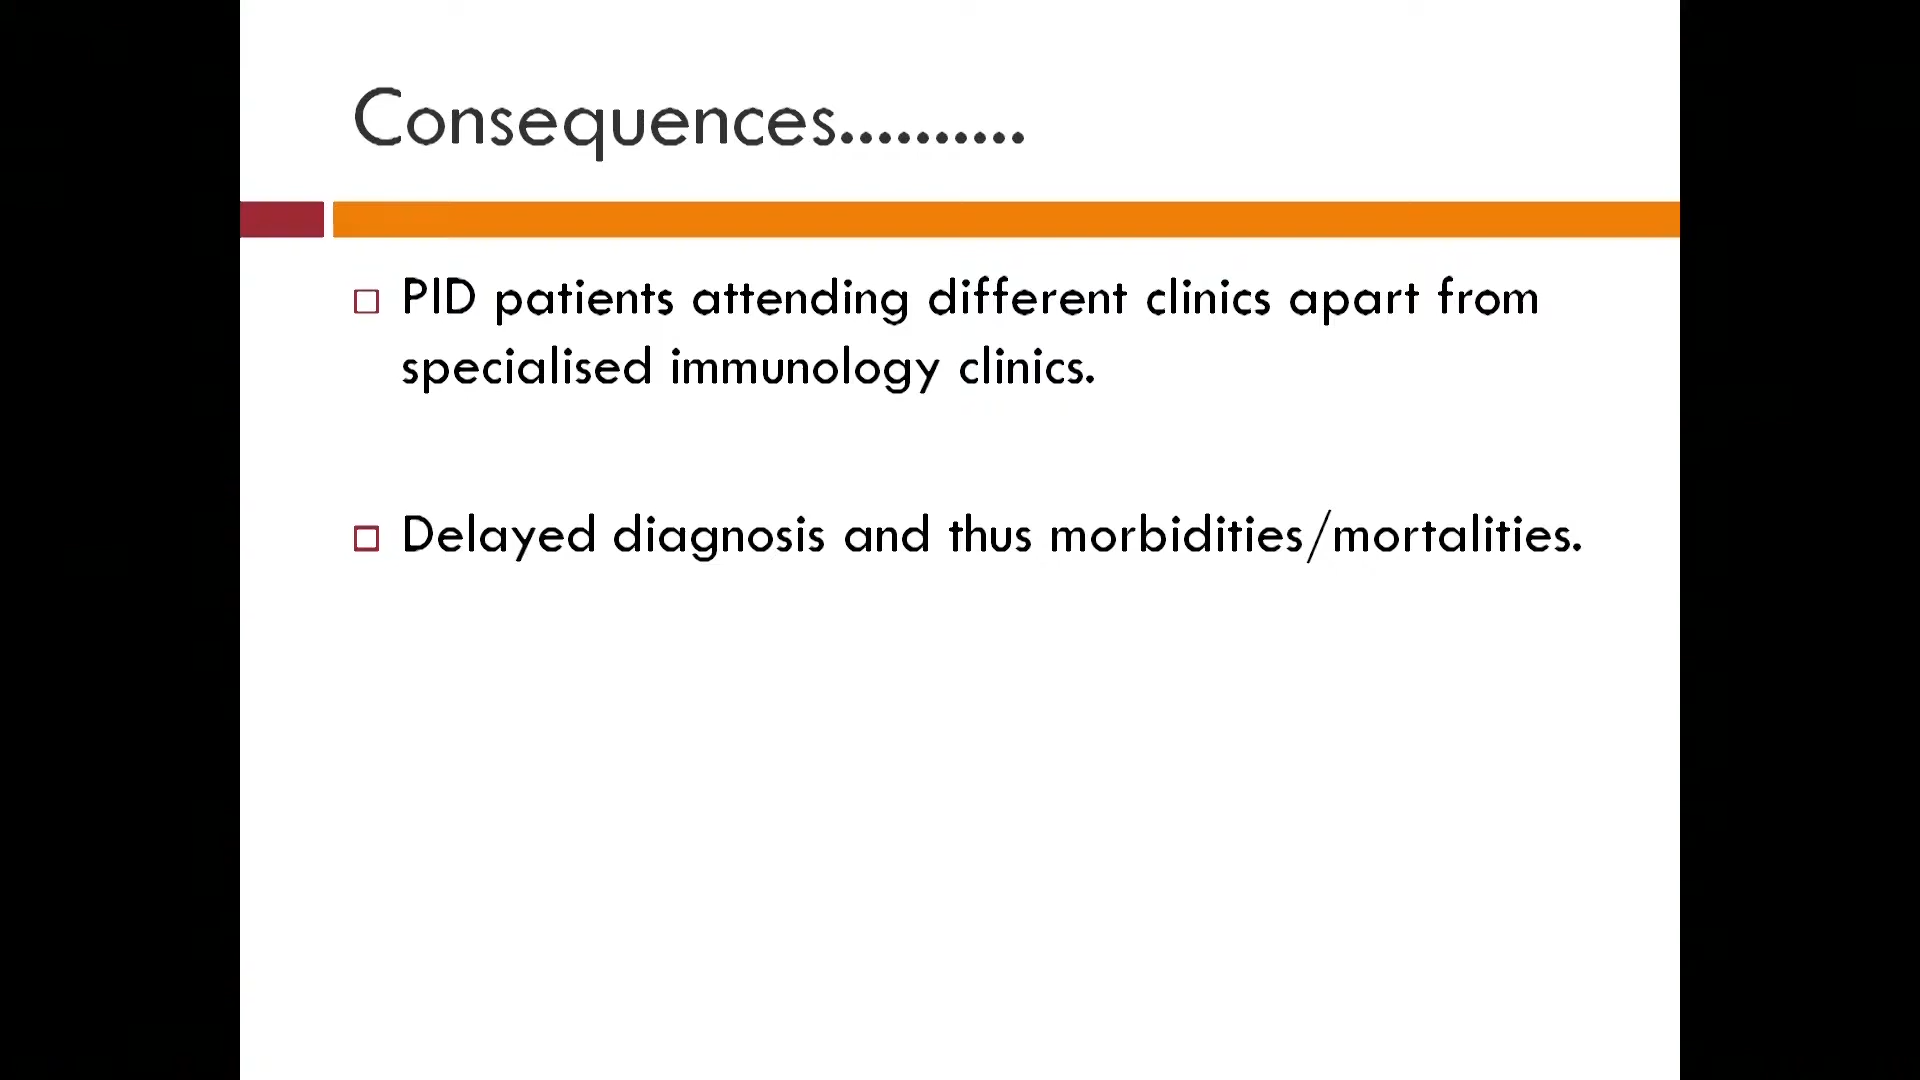 Consequences..........
PID patients attending different clinics apart from
specialised immunology clinics.
Delayed diagnosis and thus morbidities/mortalities.